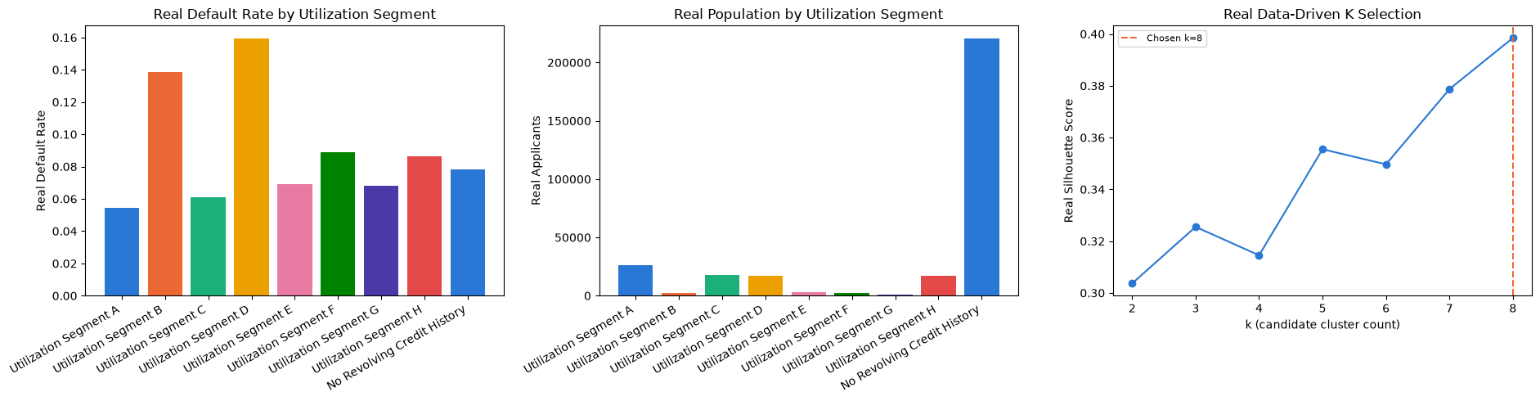 Real Default Rate by Utilization Segment
Real Default Rate
0.16
0.14
0.12
0.10
0.08
0.06
0.04
0.02
0.00
Utilization Segment A
Utilization Segment B
Utilization Segment C
Utilization Segment D
Utilization Segment E
Utilization Segment F
Utilization Segment G
Utilization Segment H
No Revolving Credit History
Real Population by Utilization Segment
Real Applicants
200000
150000
100000
50000
0
Utilization Segment A
Utilization Segment B
Utilization Segment C
Utilization Segment D
Utilization Segment E
Utilization Segment F
Utilization Segment G
Utilization Segment H
No Revolving Credit History
Real Data-Driven K Selection
Chosen k=8
Real Silhouette Score
0.40
0.38
0.36
0.34
0.32
0.30
2 3 4 5 6 7 8
k (candidate cluster count)